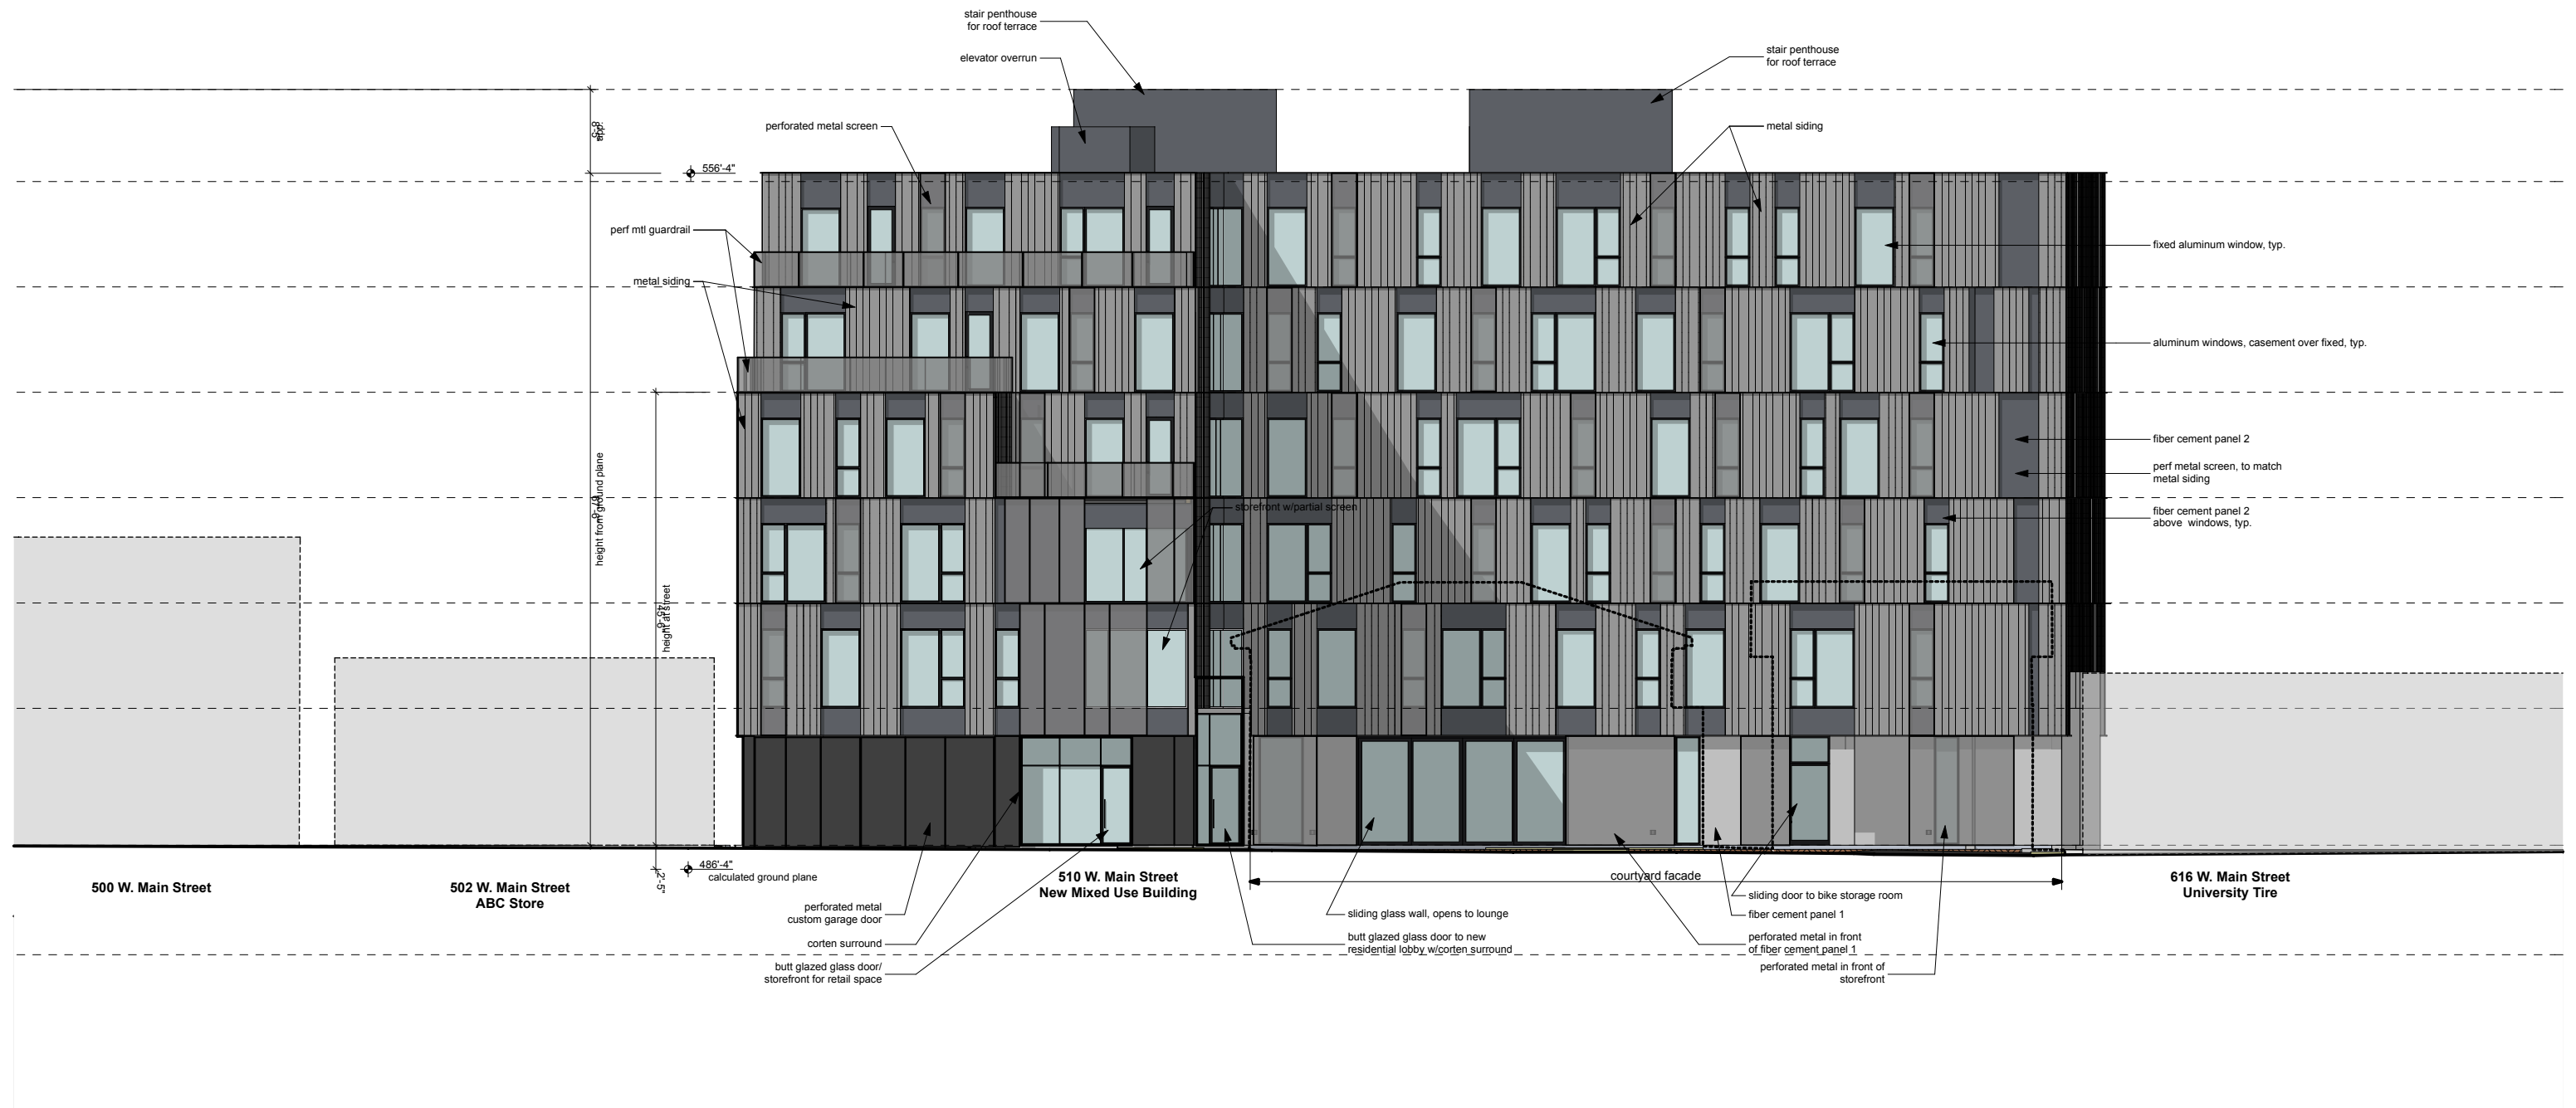 stair penthouse
for roof terrace
elevator overrun
stair penthouse
for roof terrace
perforated metal screen
metal siding
8'-5"
app.
556'-4"
perf mtl guardrail
metal siding
fixed aluminum window, typ.
aluminum windows, casement over fixed, typ.
fiber cement panel 2
perf metal screen, to match
metal siding
fiber cement panel 2
above windows, typ.
storefront w/partial screen
height from ground plane
height at street
45'-6"
2'-5"
486'-4"
calculated ground plane
500 W. Main Street
502 W. Main Street
ABC Store
510 W. Main Street
New Mixed Use Building
courtyard facade
616 W. Main Street
University Tire
perforated metal
custom garage door
corten surround
butt glazed glass door/
storefront for retail space
sliding glass wall, opens to lounge
butt glazed glass door to new
residential lobby w/corten surround
sliding door to bike storage room
fiber cement panel 1
perforated metal in front
of fiber cement panel 1
perforated metal in front of
storefront